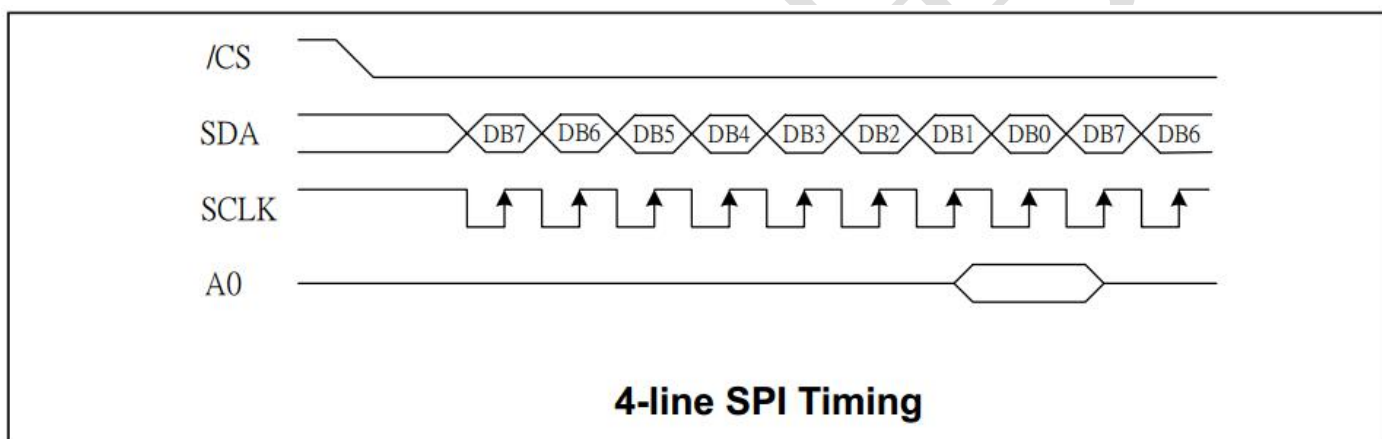 /CS
SDA DB7 DB6 DB5 DB4 DB3 DB2 DB1 DB0 DB7 DB6
SCLK
A0
4-line SPI Timing